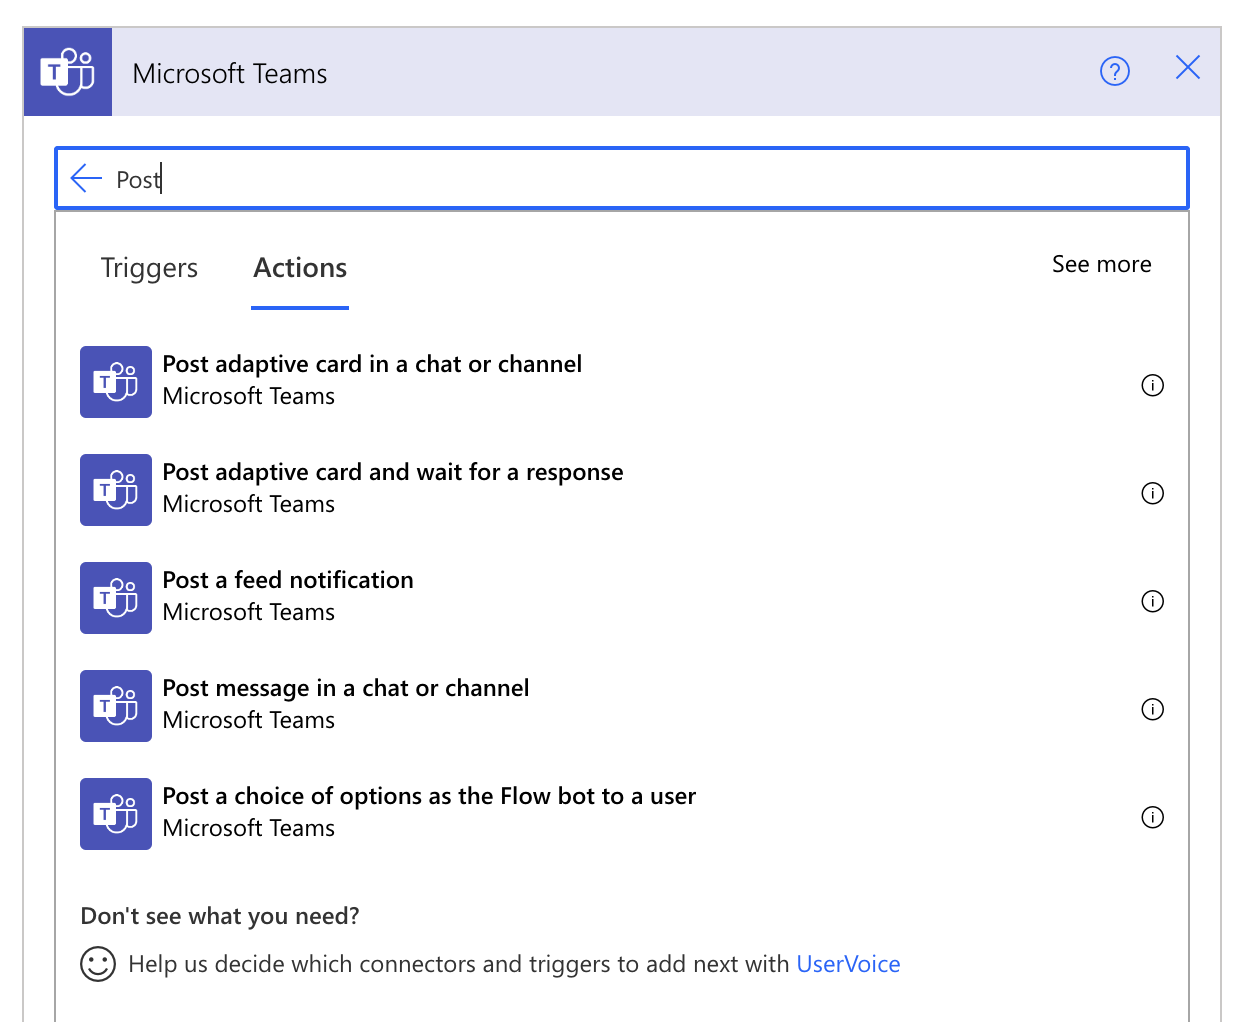 Microsoft Teams
Post
Triggers
Actions
See more
Post adaptive card in a chat or channel
Microsoft Teams
Post adaptive card and wait for a response
Microsoft Teams
Post a feed notification
Microsoft Teams
Post message in a chat or channel
Microsoft Teams
Post a choice of options as the Flow bot to a user
Microsoft Teams
Don't see what you need?
Help us decide which connectors and triggers to add next with UserVoice